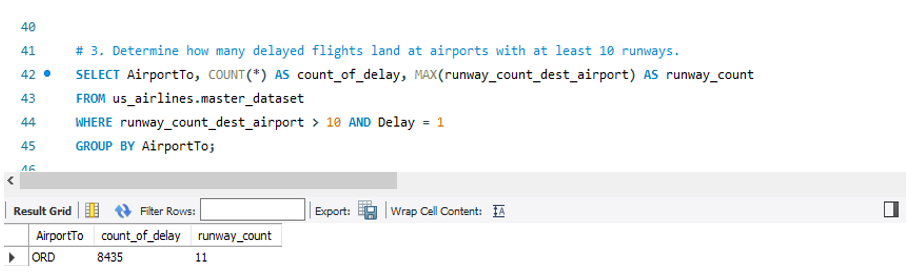 40
41 # 3. Determine how many delayed flights land at airports with at least 10 runways.
42 SELECT AirportTo, COUNT(*) AS count_of_delay, MAX(runway_count_dest_airport) AS runway_count
43 FROM us_airlines.master_dataset
44 WHERE runway_count_dest_airport > 10 AND Delay = 1
45 GROUP BY AirportTo;
46
Result Grid Filter Rows: Export: Wrap Cell Content:
AirportTo count_of_delay runway_count
ORD 8435 11